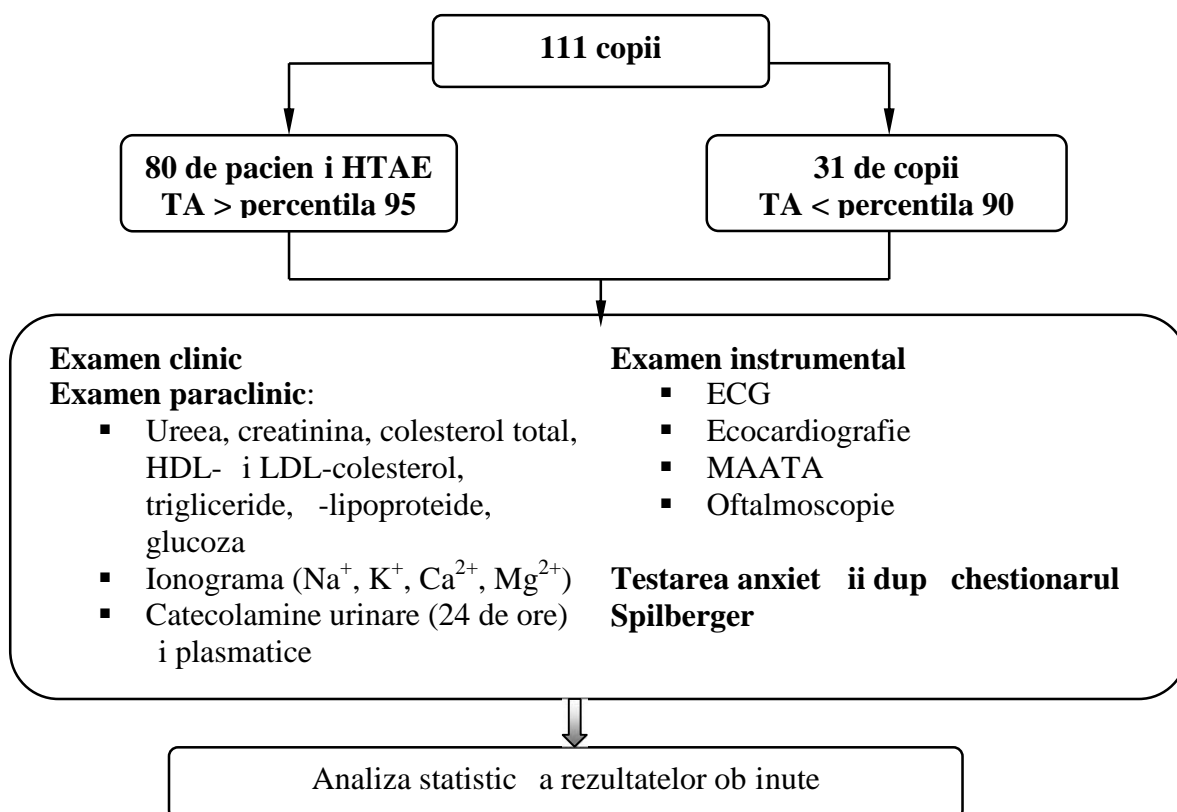 111 copii
80 de pacien i HTAE
TA > percentila 95
31 de copii
TA < percentila 90
Examen clinic
Examen paraclinic:
▪ Ureea, creatinina, colesterol total,
HDL- i LDL-colesterol,
trigliceride, -lipoproteide,
glucoza
▪ Ionograma (Na⁺, K⁺, Ca²⁺, Mg²⁺)
▪ Catecolamine urinare (24 de ore)
i plasmatice
Examen instrumental
▪ ECG
▪ Ecocardiografie
▪ MAATA
▪ Oftalmoscopie
Testarea anxiet ii dup chestionarul
Spilberger
Analiza statistic a rezultatelor ob inute